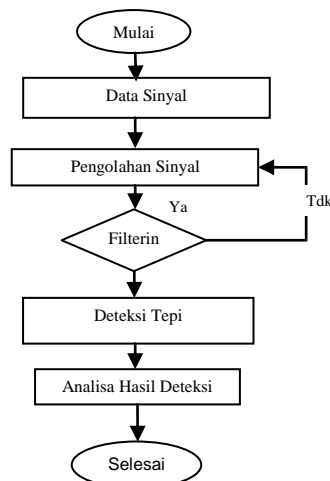 Mulai
Data Sinyal
Pengolahan Sinyal
Ya
Tdk
Filterin
Deteksi Tepi
Analisa Hasil Deteksi
Selesai